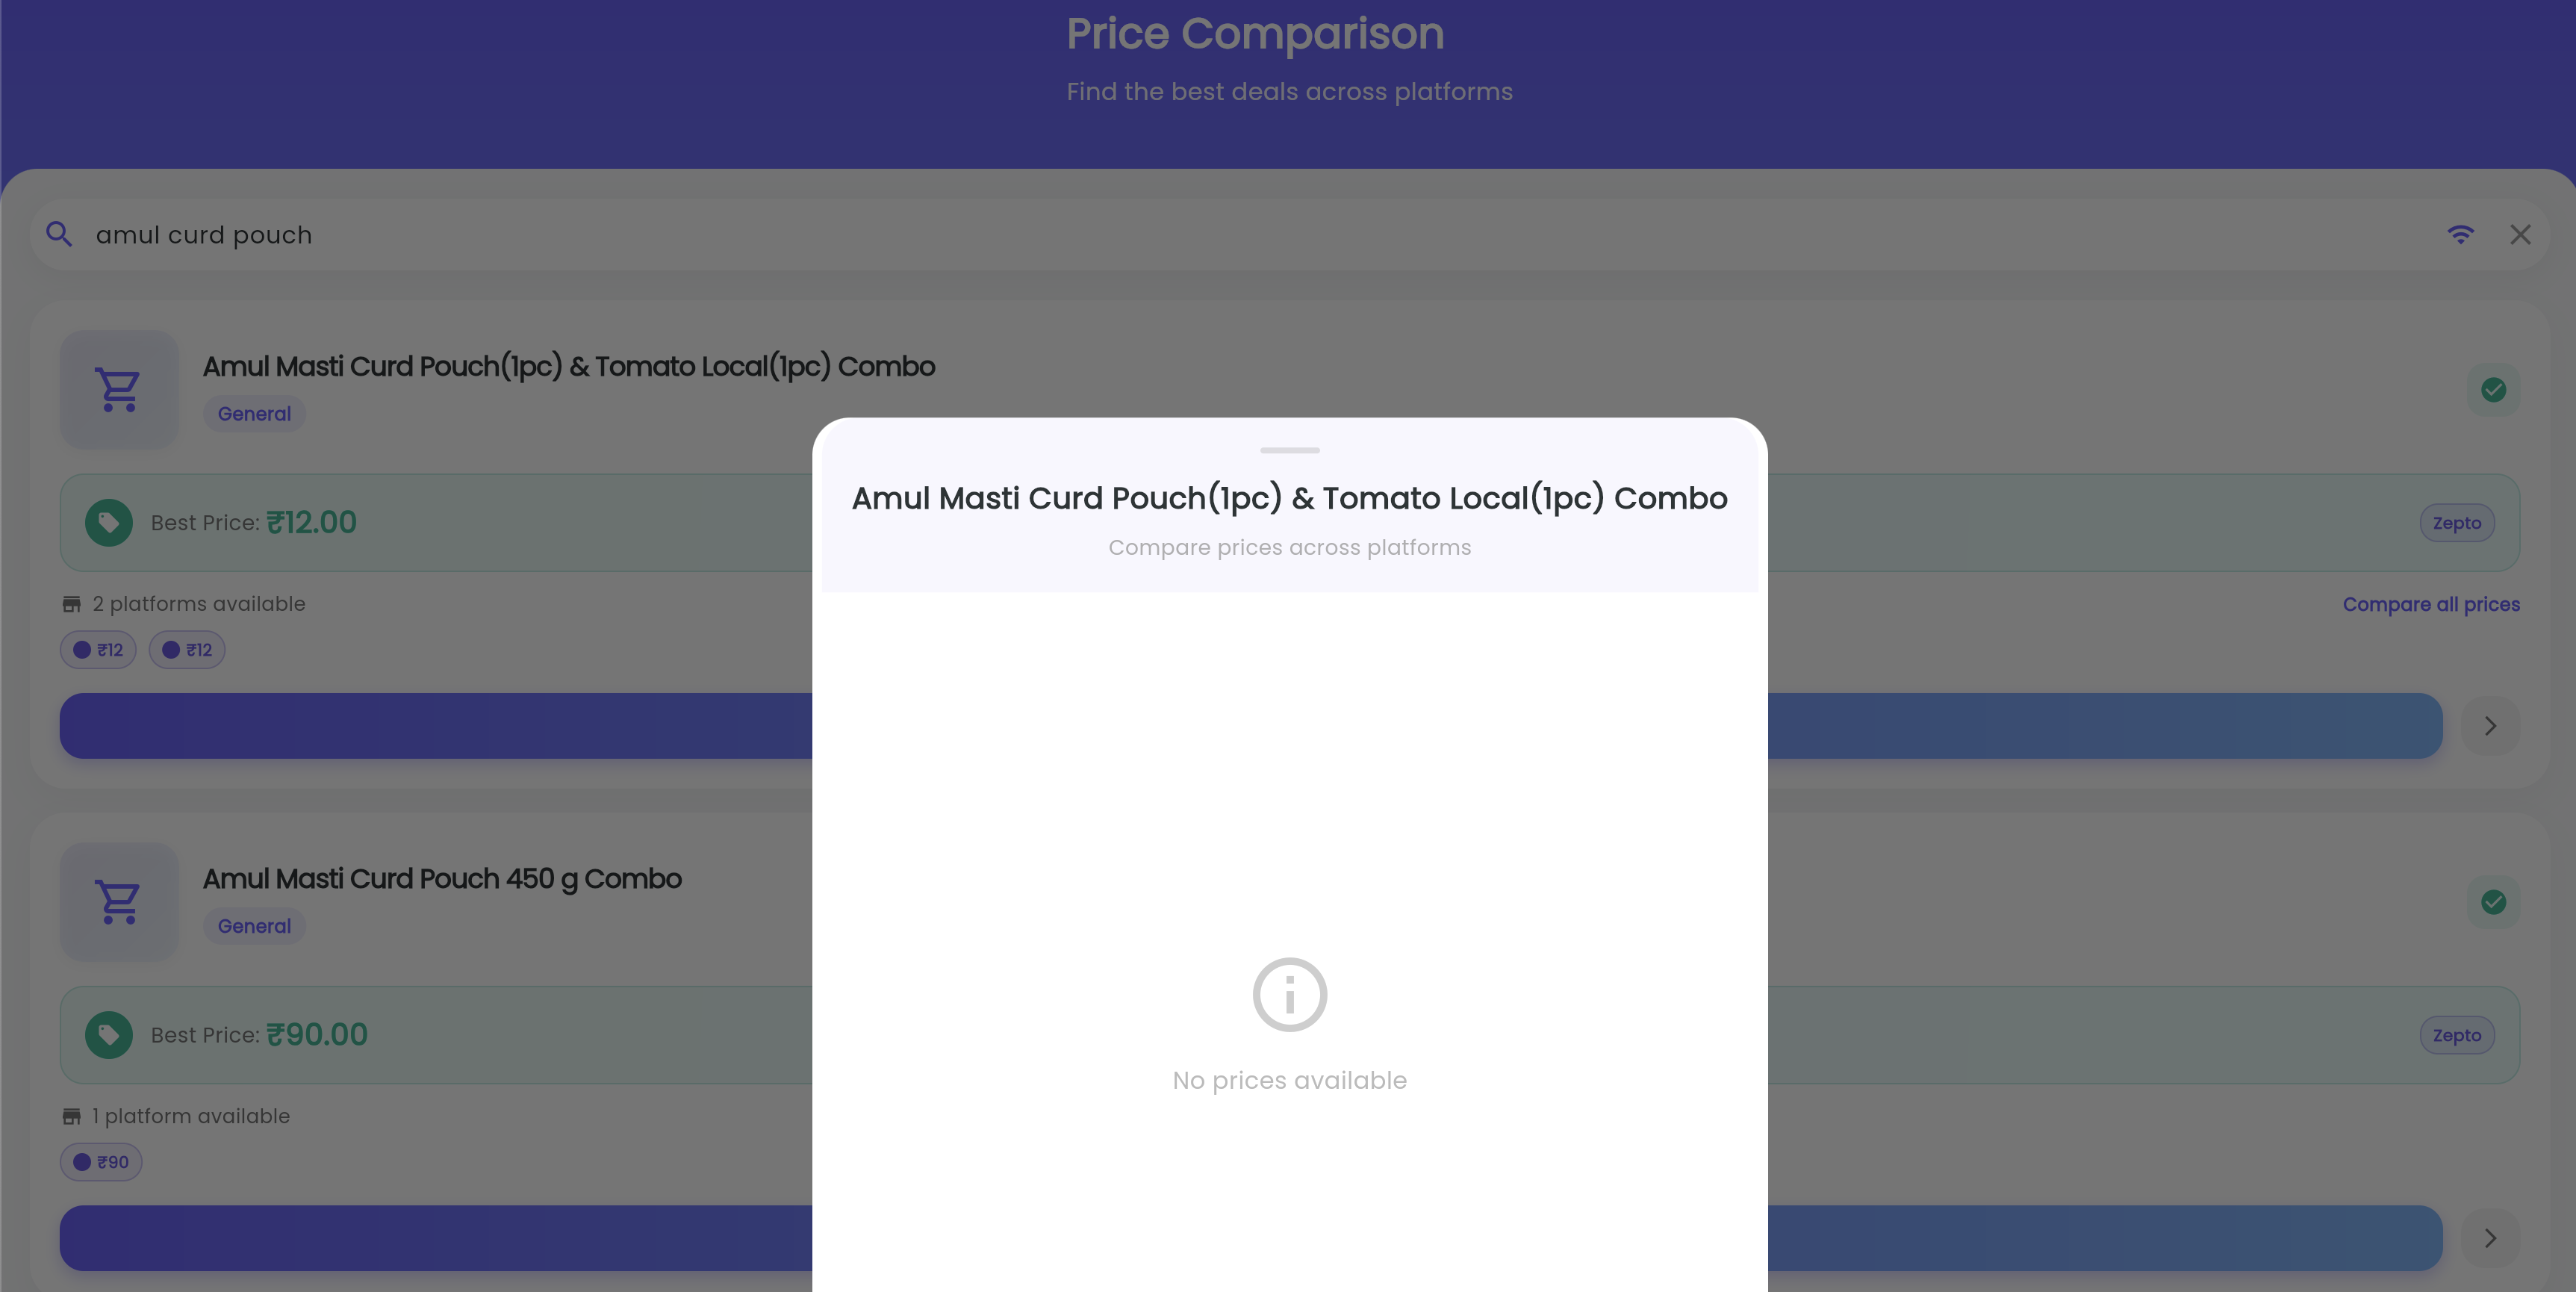 Price Comparison
Find the best deals across platforms
amul curd pouch
Amul Masti Curd Pouch(1pc) & Tomato Local(1pc) Combo
General
Best Price: ₹12.00
Zepto
2 platforms available
Compare all prices
₹12 ₹12
Amul Masti Curd Pouch(1pc) & Tomato Local(1pc) Combo
Compare prices across platforms
No prices available
Amul Masti Curd Pouch 450 g Combo
General
Best Price: ₹90.00
Zepto
1 platform available
₹90